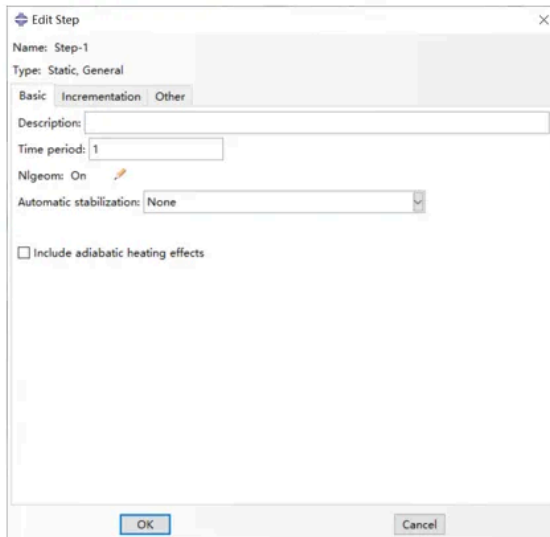 Edit Step
Name: Step-1
Type: Static, General
Basic Incrementation Other
Description:
Time period: 1
Nlgeom: On
Automatic stabilization: None
Include adiabatic heating effects
OK Cancel